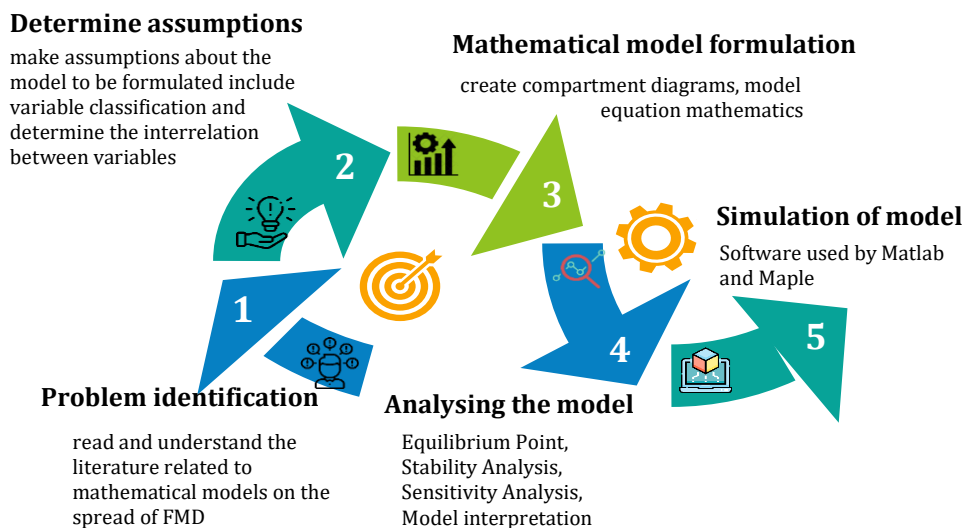 Determine assumptions
make assumptions about the
model to be formulated include
variable classification and
determine the interrelation
between variables
Mathematical model formulation
create compartment diagrams, model
equation mathematics
2
3
Simulation of model
Software used by Matlab
and Maple
1
4
5
Problem identification
read and understand the
literature related to
mathematical models on the
spread of FMD
Analysing the model
Equilibrium Point,
Stability Analysis,
Sensitivity Analysis,
Model interpretation